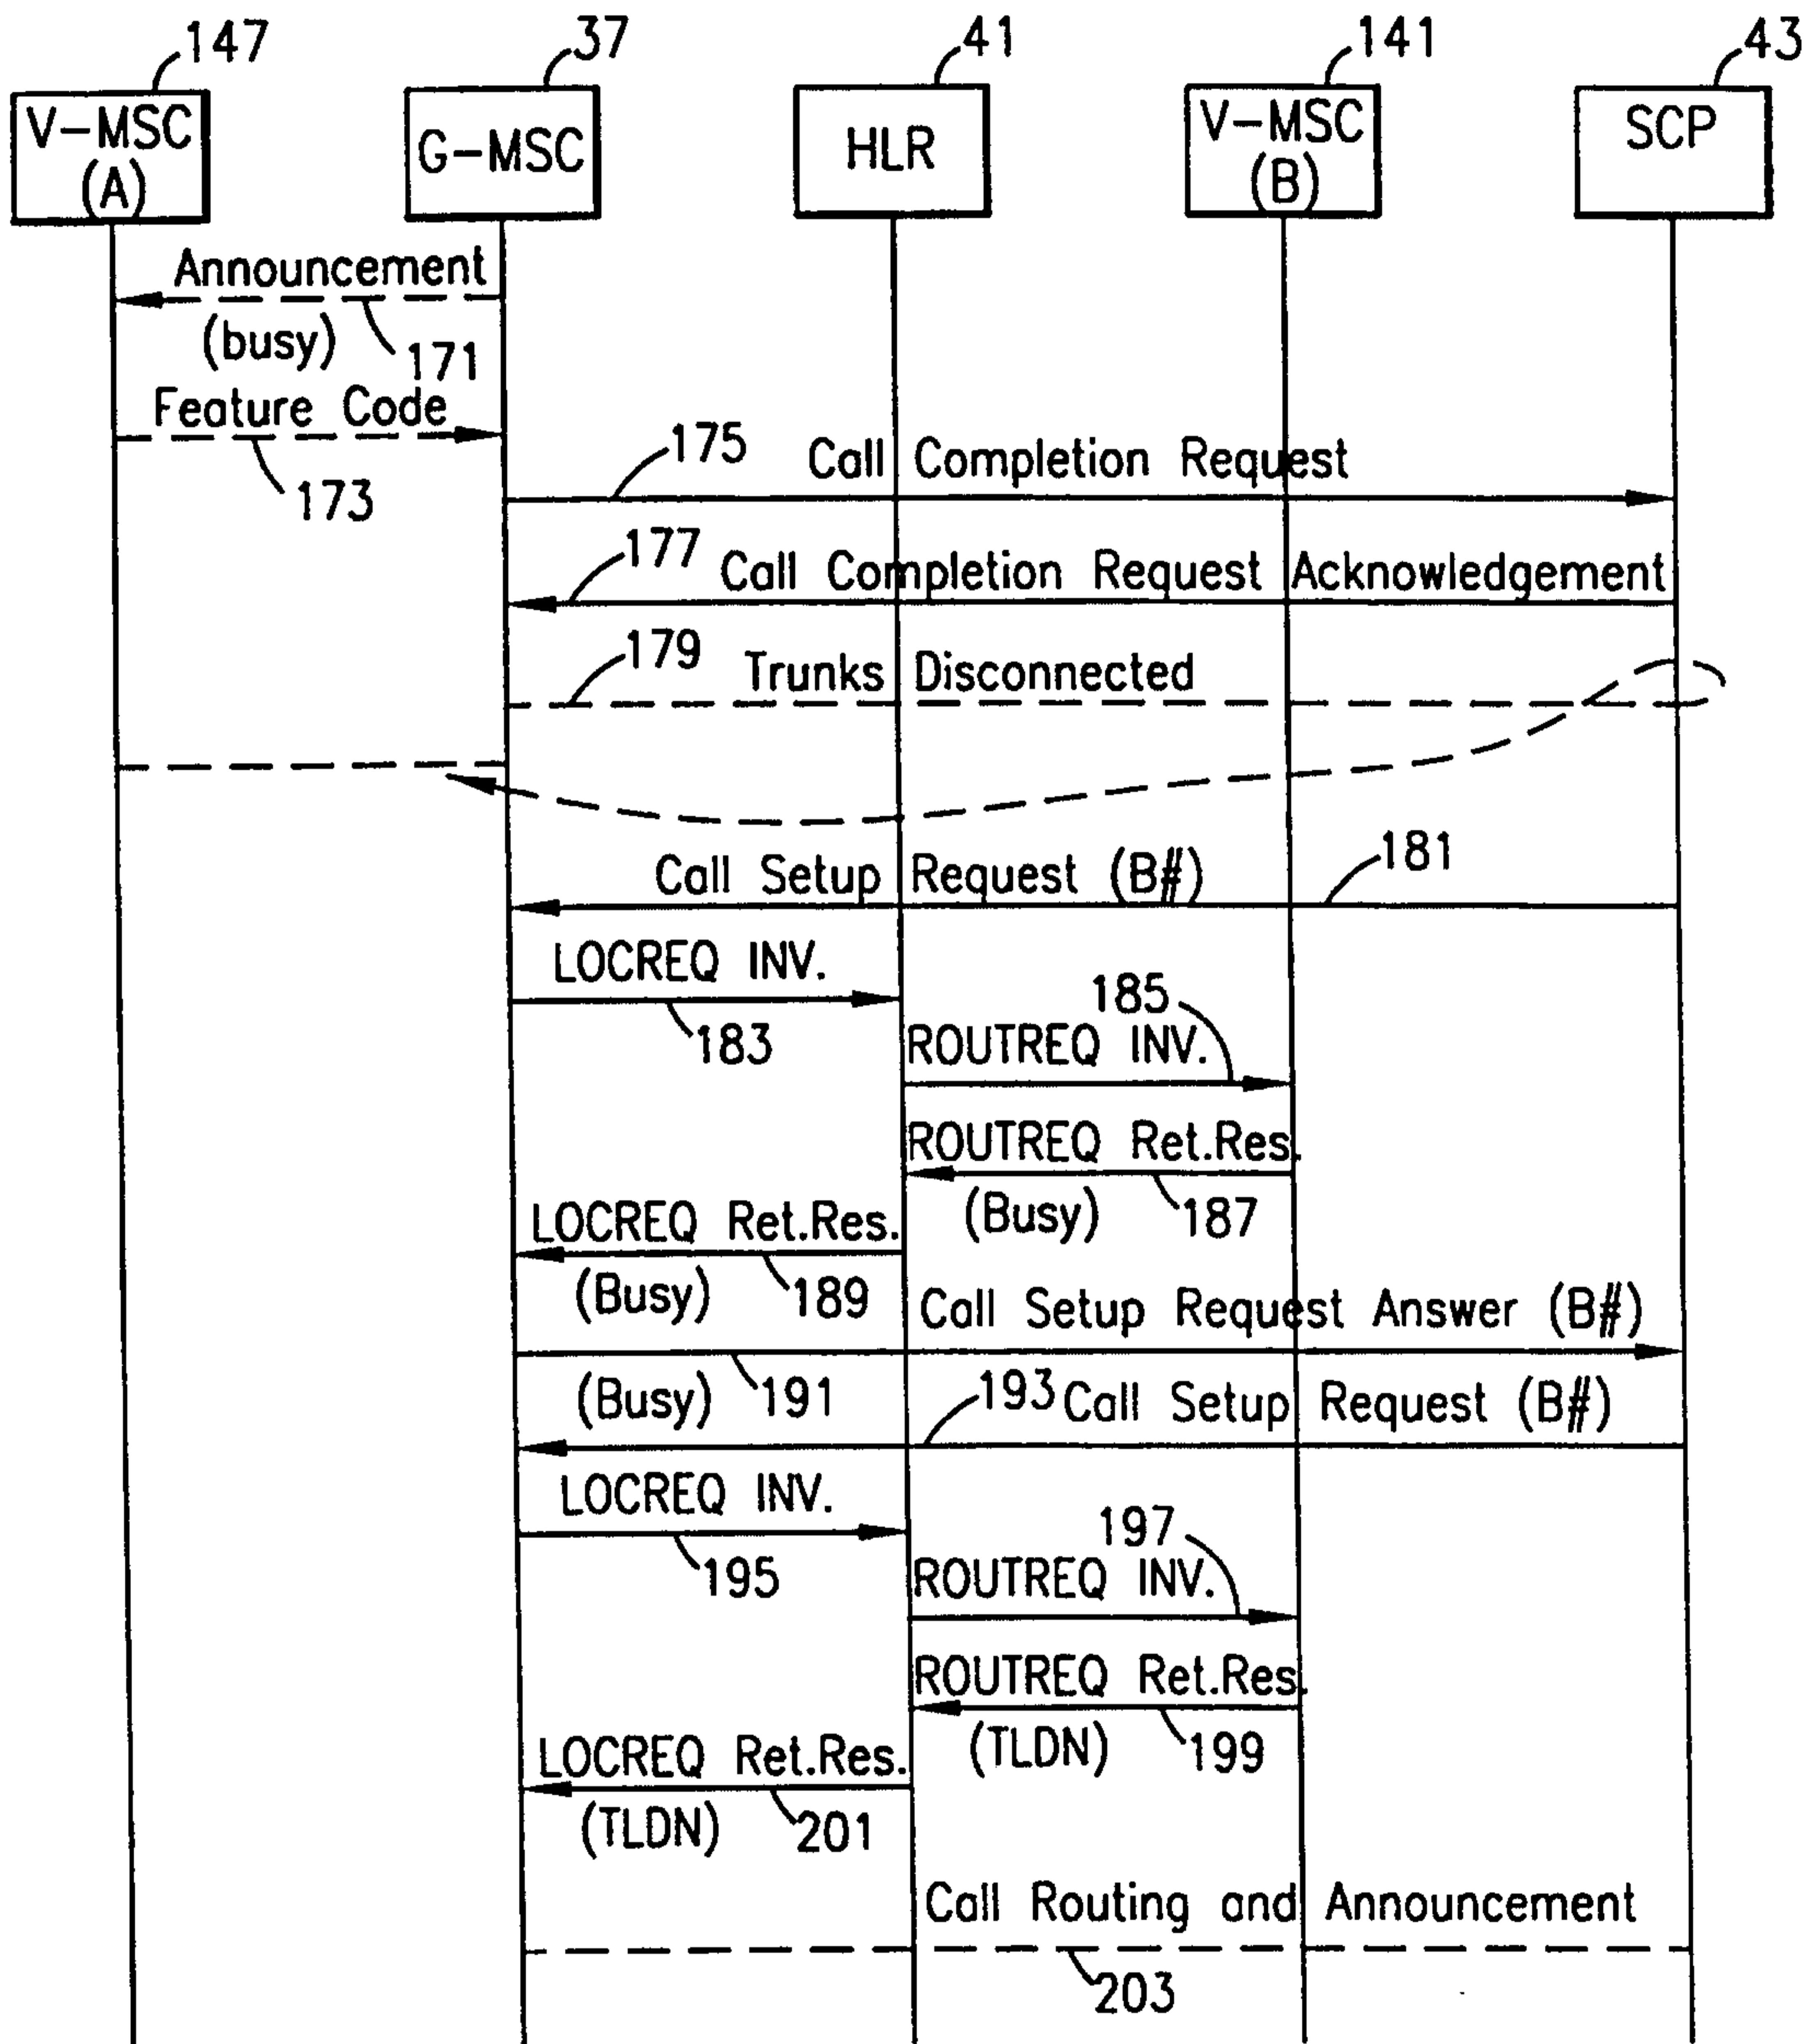 147
37
41
141
43
V-MSC
(A)
G-MSC
HLR
V-MSC
(B)
SCP
Announcement
(busy)
171
Feature Code
173
175
Call Completion Request
177
Call Completion Request Acknowledgement
179
Trunks Disconnected
Call Setup Request (B#)
181
LOCREQ INV.
183
185
ROUTREQ INV.
ROUTREQ Ret.Res.
(Busy)
187
LOCREQ Ret.Res.
(Busy)
189
Call Setup Request Answer (B#)
(Busy)
191
193
Call Setup Request (B#)
LOCREQ INV.
195
197
ROUTREQ INV.
ROUTREQ Ret.Res.
(TLDN)
199
LOCREQ Ret.Res.
(TLDN)
201
Call Routing and Announcement
203